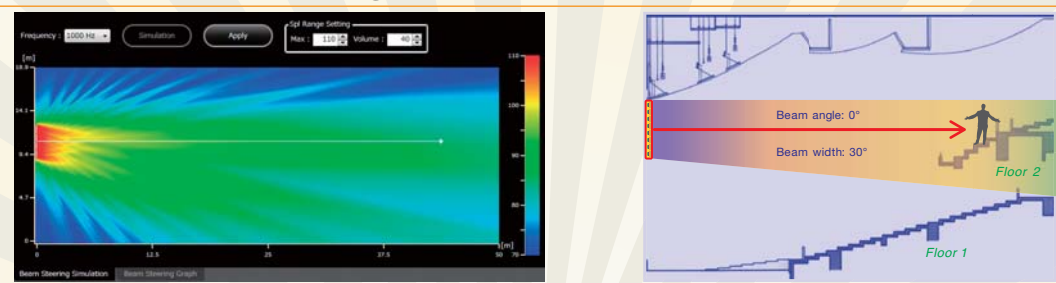 Spl Range Setting
Frequency : 1000 Hz Simulation Apply Max : 110 Volume : 40
[m]
18.8
14.1
9.4
4.7
0
0 12.5 25 37.5 50 [m]
110
100
90
80
70
Beam Steering Simulation Beam Steering Graph
Beam angle: 0°
Beam width: 30°
Floor 2
Floor 1